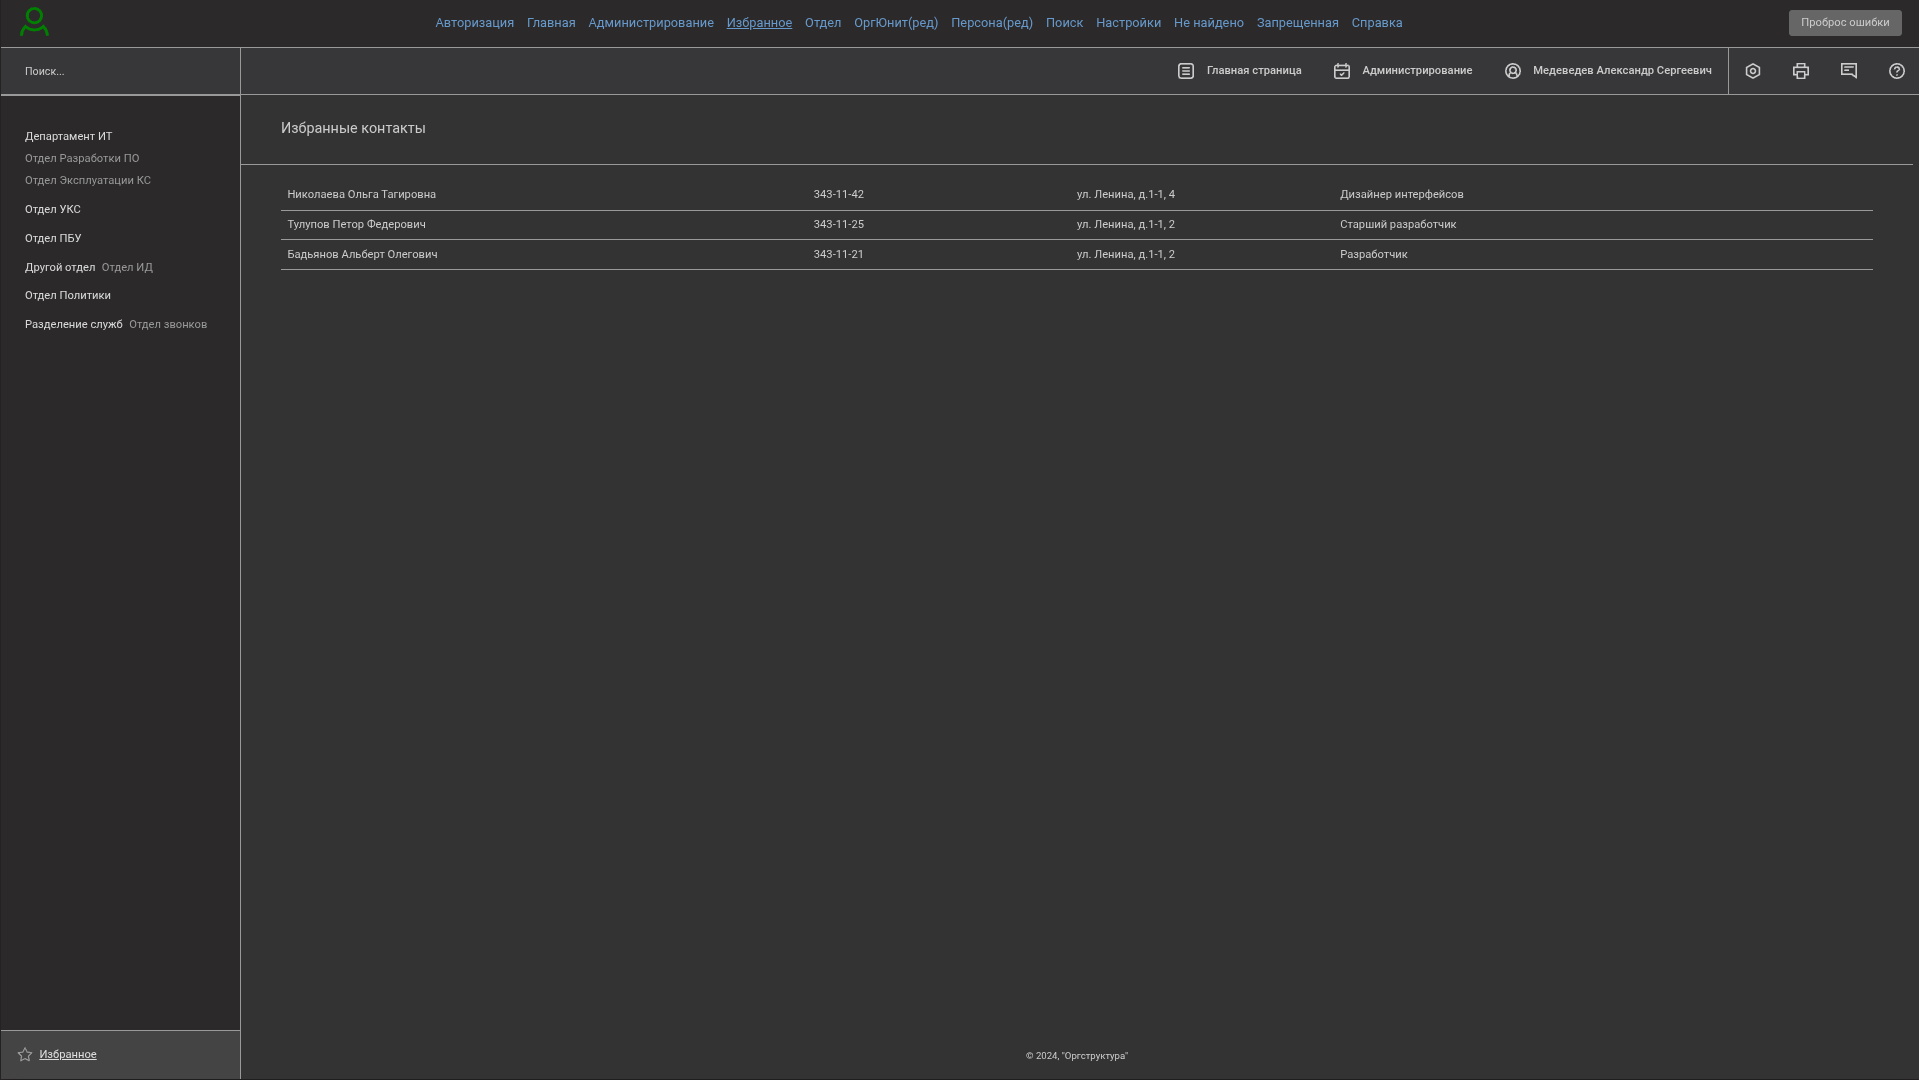 Авторизация Главная Администрирование Избранное Отдел ОргЮнит(ред) Персона(ред) Поиск Настройки Не найдено Запрещенная Справка
Проброс ошибки
Поиск...
Главная страница Администрирование Медеведев Александр Сергеевич
Департамент ИТ
Отдел Разработки ПО
Отдел Эксплуатации КС
Отдел УКС
Отдел ПБУ
Другой отдел Отдел ИД
Отдел Политики
Разделение служб Отдел звонков
Избранное
Избранные контакты
Николаева Ольга Тагировна 343-11-42 ул. Ленина, д.1-1, 4 Дизайнер интерфейсов
Тулупов Петор Федерович 343-11-25 ул. Ленина, д.1-1, 2 Старший разработчик
Бадьянов Альберт Олегович 343-11-21 ул. Ленина, д.1-1, 2 Разработчик
© 2024, "Оргструктура"